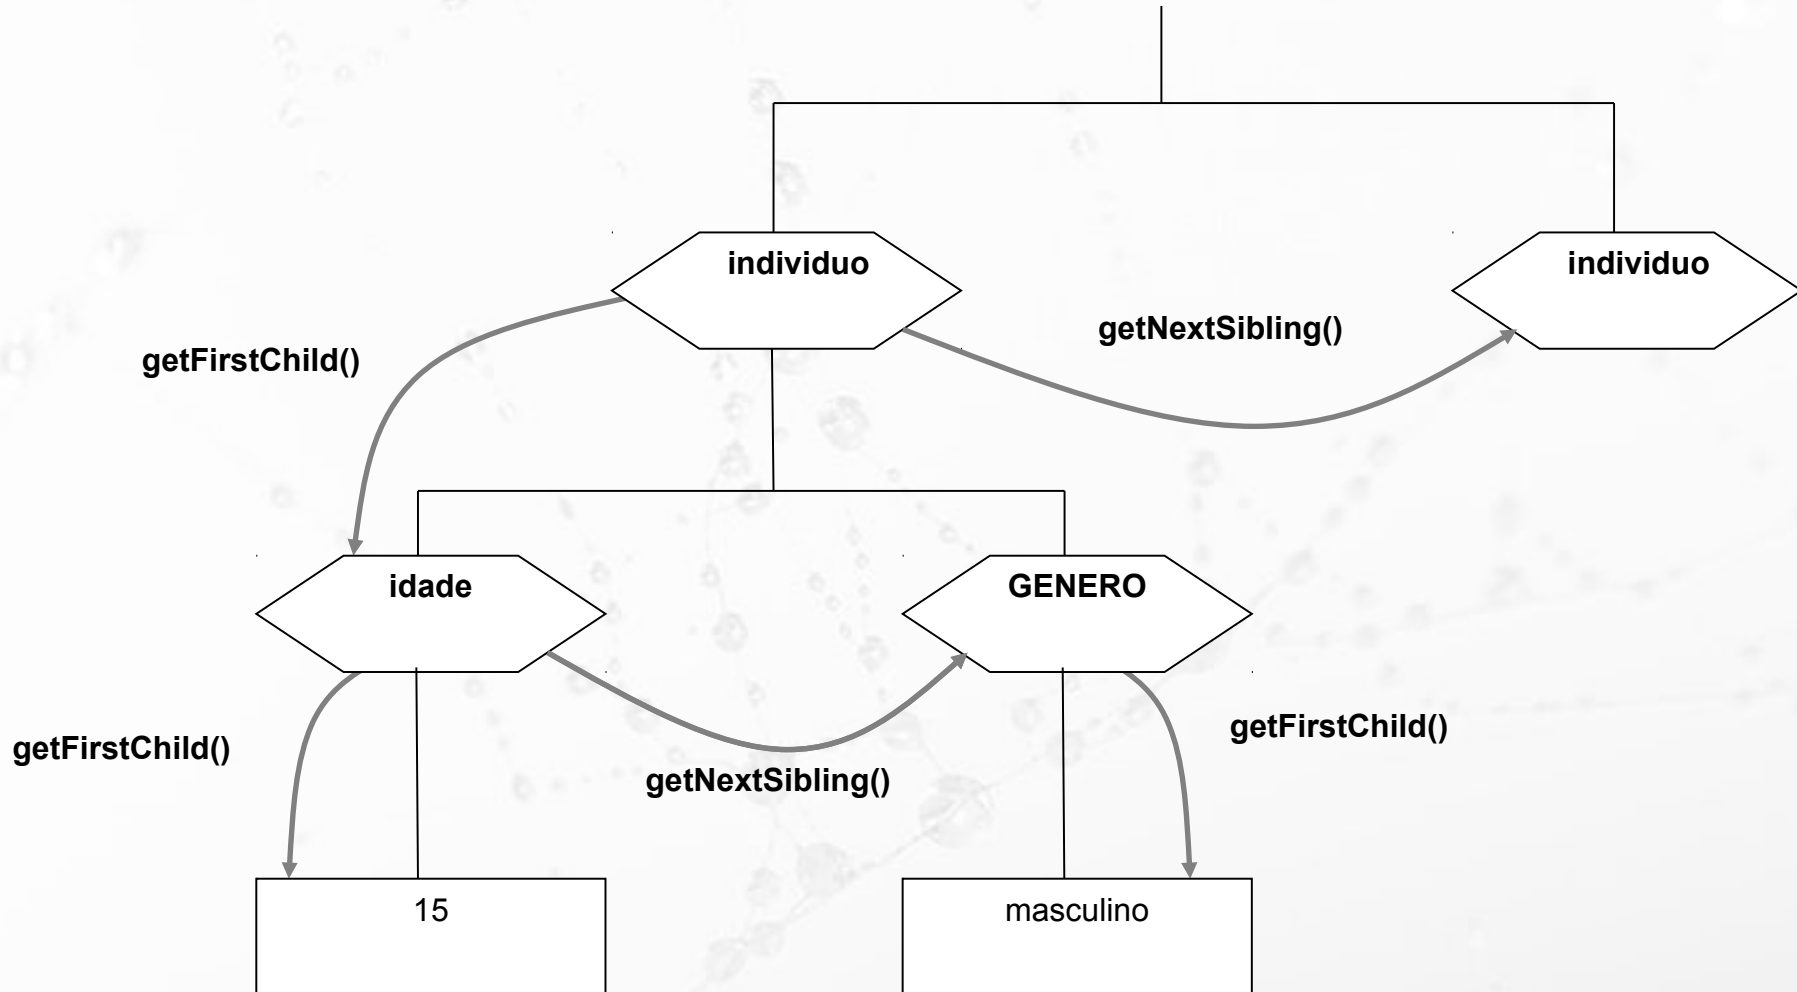 individuo
individuo
getNextSibling()
getFirstChild()
idade
GENERO
getFirstChild()
getNextSibling()
getFirstChild()
15
masculino